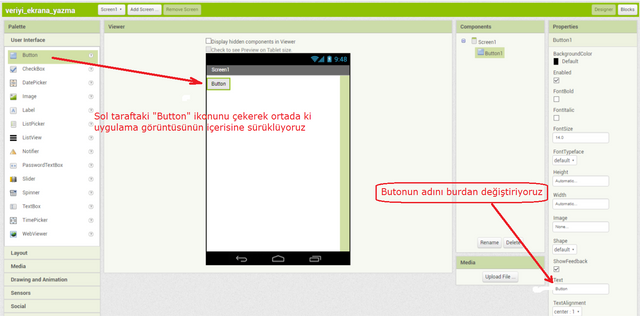 veriyi_ekrana_yazma
Screen1
Add Screen ...
Remove Screen
Designer
Blocks
Palette
User Interface
Button
CheckBox
DatePicker
Image
Label
ListPicker
ListView
Notifier
PasswordTextBox
Slider
Spinner
TextBox
TimePicker
WebViewer
Layout
Media
Drawing and Animation
Sensors
Social
Viewer
Display hidden components in Viewer
Check to see Preview on Tablet size.
9:48
Screen1
Button
Sol taraftaki "Button" ikonunu çekerek ortada ki
uygulama görüntüsünün içerisine sürüklüyoruz
Butonun adını burdan değiştiriyoruz
Components
Screen1
Button1
Rename
Delete
Media
Upload File ...
Properties
Button1
BackgroundColor
Default
Enabled
FontBold
FontItalic
FontSize
14.0
FontTypeface
default
Height
Automatic...
Width
Automatic...
Image
None...
Shape
default
ShowFeedback
Text
Button
TextAlignment
center : 1